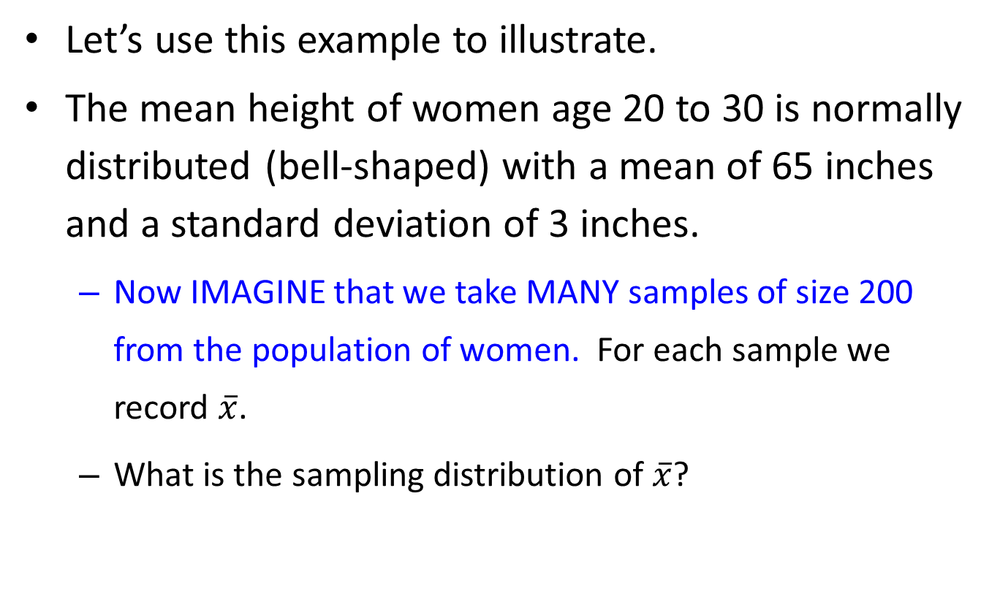 • Let’s use this example to illustrate.
• The mean height of women age 20 to 30 is normally
distributed (bell-shaped) with a mean of 65 inches
and a standard deviation of 3 inches.
– Now IMAGINE that we take MANY samples of size 200
from the population of women. For each sample we
record x̄.
– What is the sampling distribution of x̄?